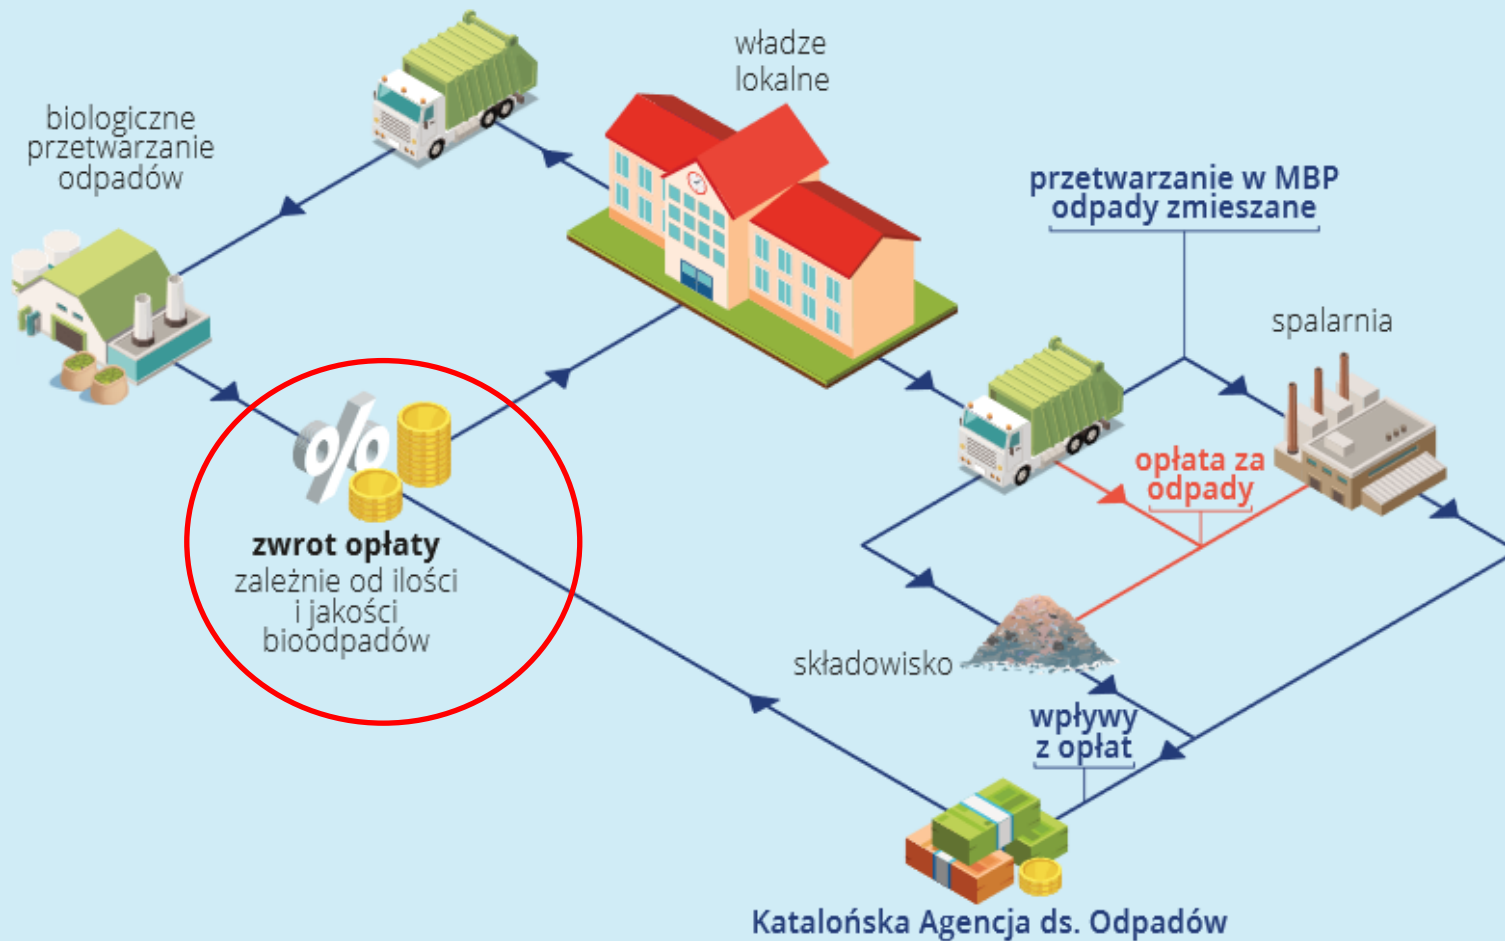 władze
lokalne
biologiczne
przetwarzanie
odpadów
przetwarzanie w MBP
odpady zmieszane
spalarnia
opłata za
odpady
%
zwrot opłaty
zależnie od ilości
i jakości
bioodpadów
składowisko
wpływy
z opłat
Katalońska Agencja ds. Odpadów